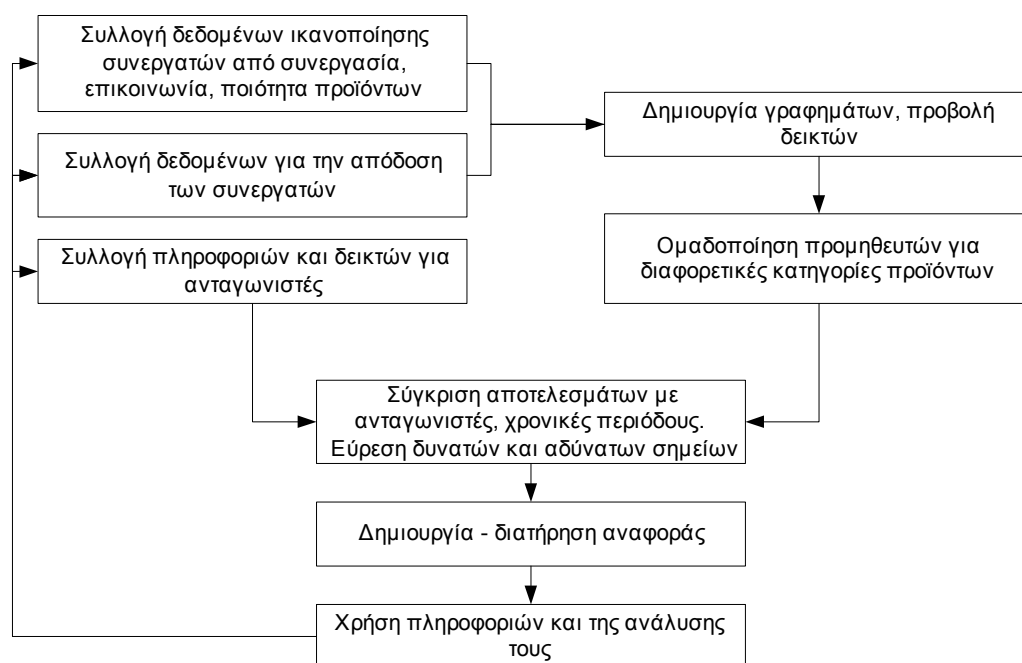 Συλλογή δεδομένων ικανοποίησης
συνεργατών από συνεργασία,
επικοινωνία, ποιότητα προϊόντων
Συλλογή δεδομένων για την απόδοση
των συνεργατών
Συλλογή πληροφοριών και δεικτών για
ανταγωνιστές
Δημιουργία γραφημάτων, προβολή
δεικτών
Ομαδοποίηση προμηθευτών για
διαφορετικές κατηγορίες προϊόντων
Σύγκριση αποτελεσμάτων με
ανταγωνιστές, χρονικές περιόδους.
Εύρεση δυνατών και αδύνατων σημείων
Δημιουργία - διατήρηση αναφοράς
Χρήση πληροφοριών και της ανάλυσης
τους